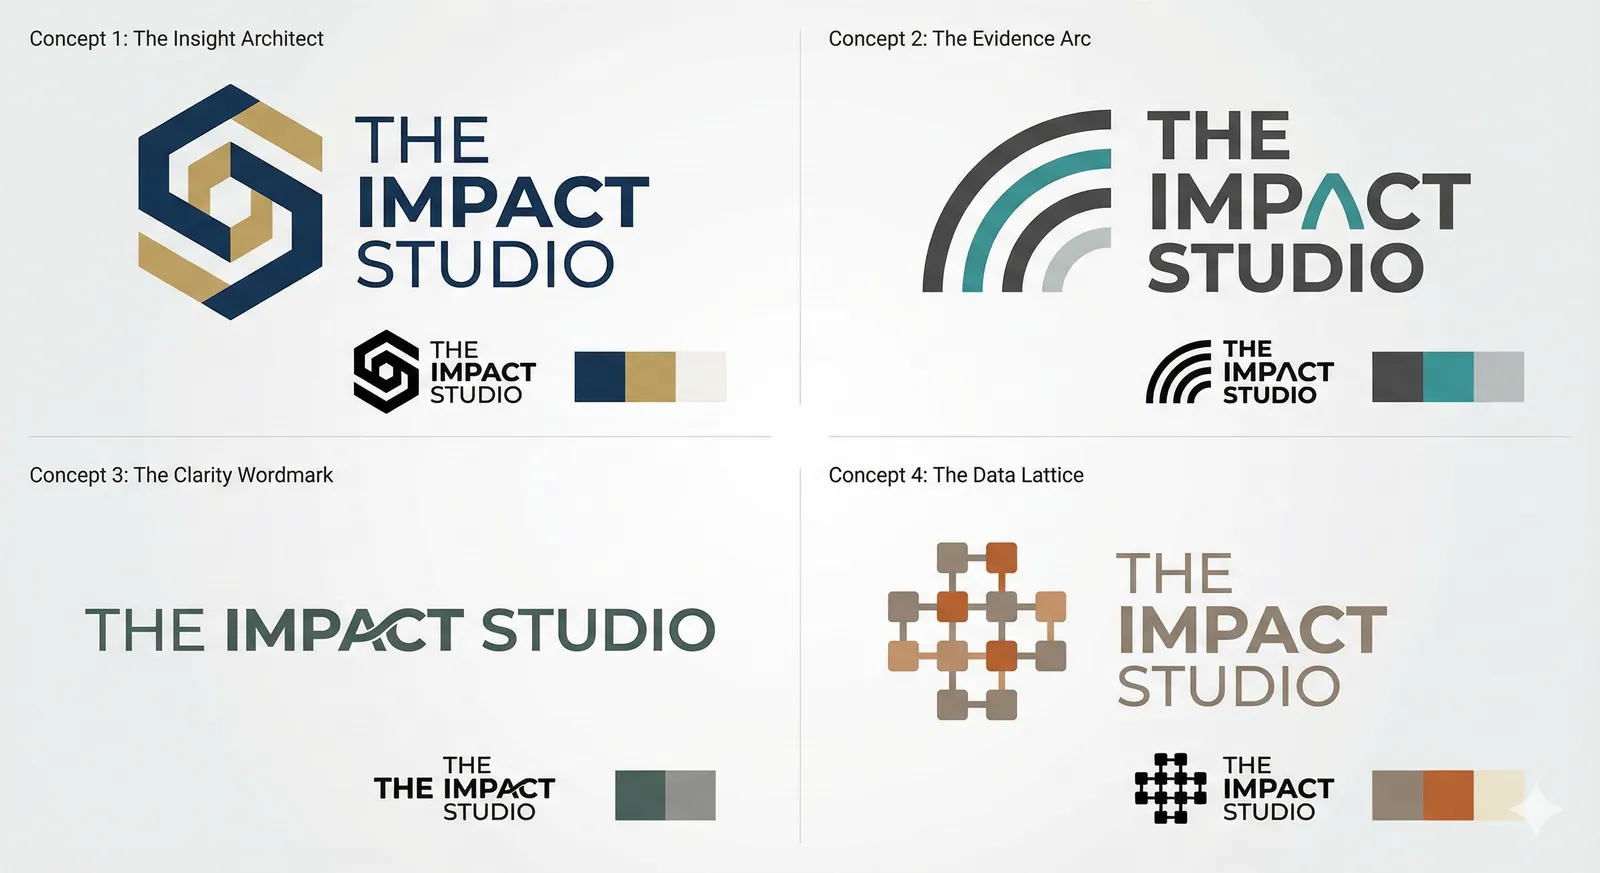 Concept 1: The Insight Architect
THE
IMPACT
STUDIO
THE
IMPACT
STUDIO
Concept 2: The Evidence Arc
THE
IMPΛCT
STUDIO
THE
IMPΛCT
STUDIO
Concept 3: The Clarity Wordmark
THE IMPACT STUDIO
THE
THE IMPACT
STUDIO
Concept 4: The Data Lattice
THE
IMPACT
STUDIO
THE
IMPACT
STUDIO